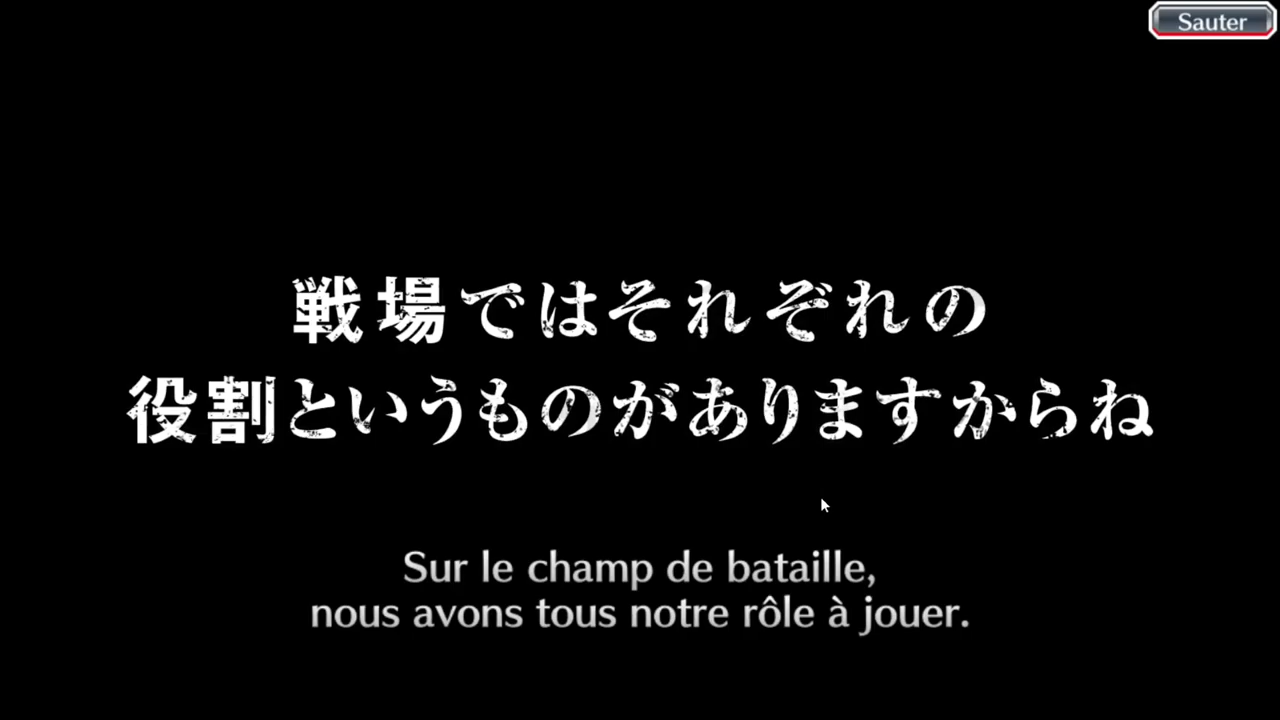 Sauter
戦場ではそれぞれの
役割というものがありますからね
Sur le champ de bataille,
nous avons tous notre rôle à jouer.